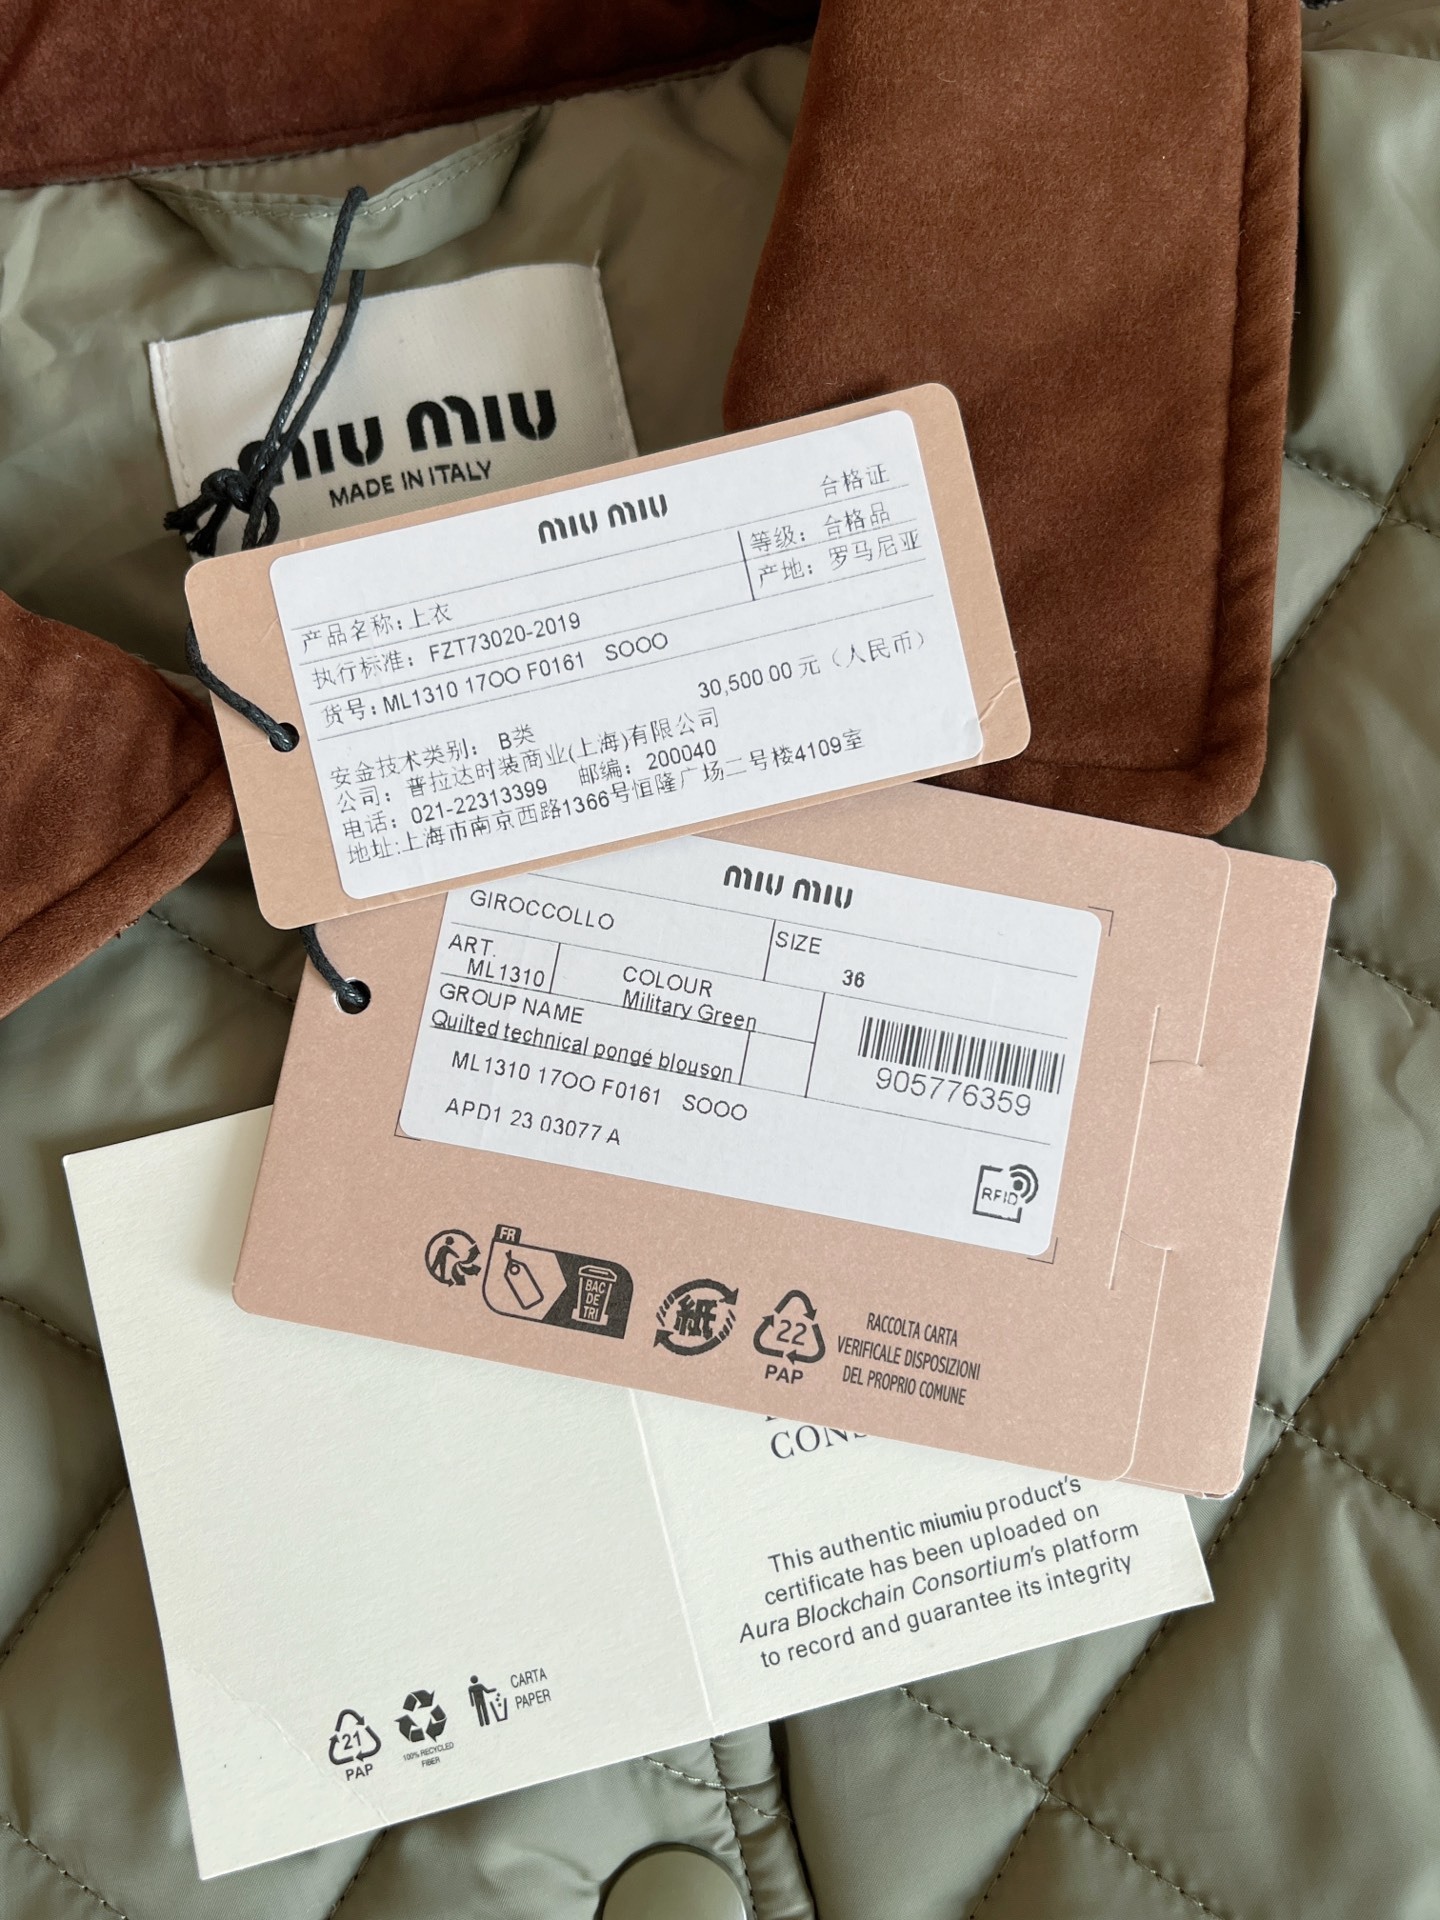 miu miu
MADE IN ITALY
miu miu
合格证
等级：合格品
产品名称：上衣
产地：罗马尼亚
执行标准：FZT73020-2019
货号：ML1310 17OO F0161 SOOO
30,500.00 元（人民币）
安金技术类别：B类
公司：普拉达时装商业(上海)有限公司
电话：021-22313399 邮编：200040
地址:上海市南京西路1366号恒隆广场二号楼4109室
miu miu
GIROCCOLLO
SIZE
36
ART.
ML1310
COLOUR
Military Green
GROUP NAME
Quilted technical pongé blouson
905776359
ML1310 17OO F0161 SOOO
APD1 23 03077 A
RFID
FR
BAC
DE
TRI
紙
22
PAP
RACCOLTA CARTA
VERIFICALE DISPOSIZIONI
DEL PROPRIO COMUNE
This authentic miumiu product's
certificate has been uploaded on
Aura Blockchain Consortium's platform
to record and guarantee its integrity
21
PAP
100% RECYCLED
FIBER
CARTA
PAPER